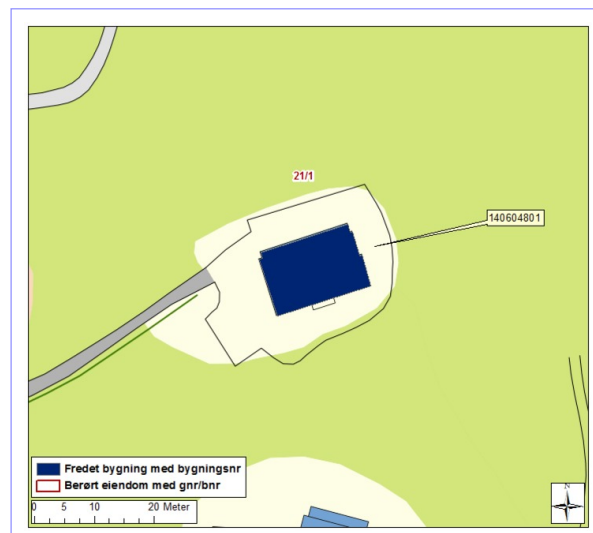 21/1
140604801
Fredet bygning med bygningsnr
Berørt eiendom med gnr/bnr
0 5 10 20 Meter
N